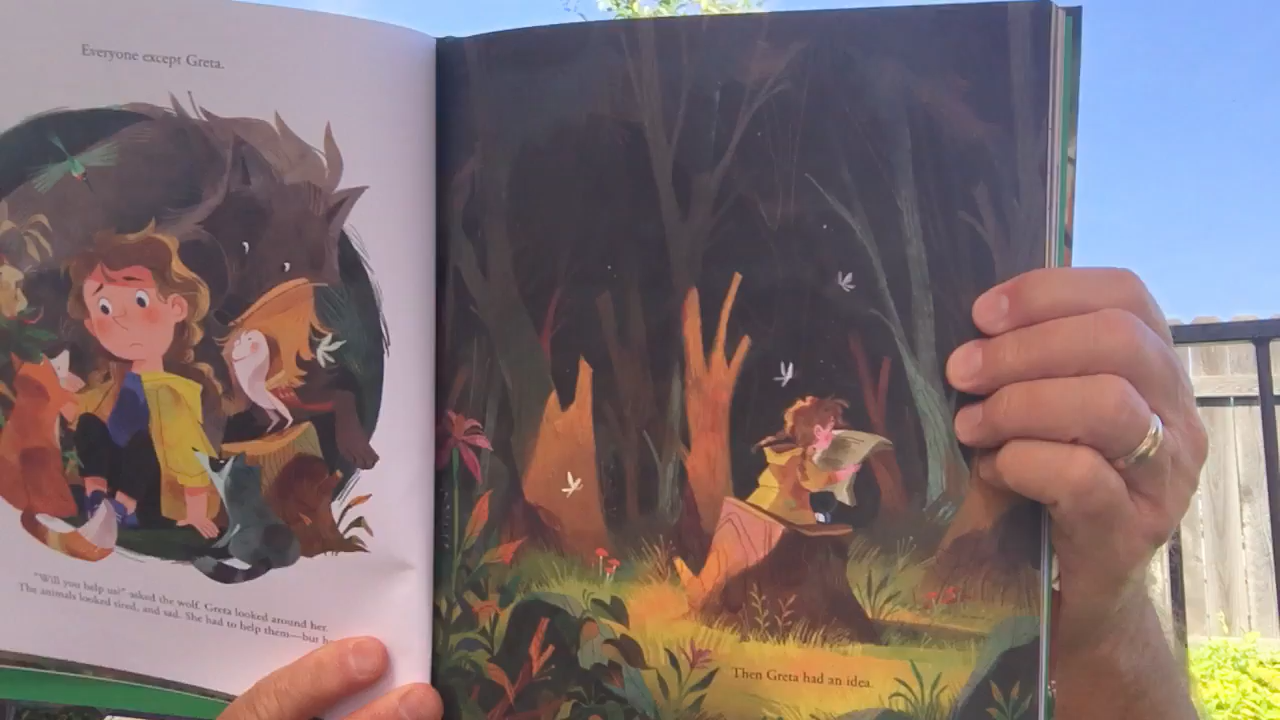 Everyone except Greta.
"Will you help us?" asked the wolf. Greta looked around her.
The animals looked tired, and sad. She had to help them—but
Then Greta had an idea.